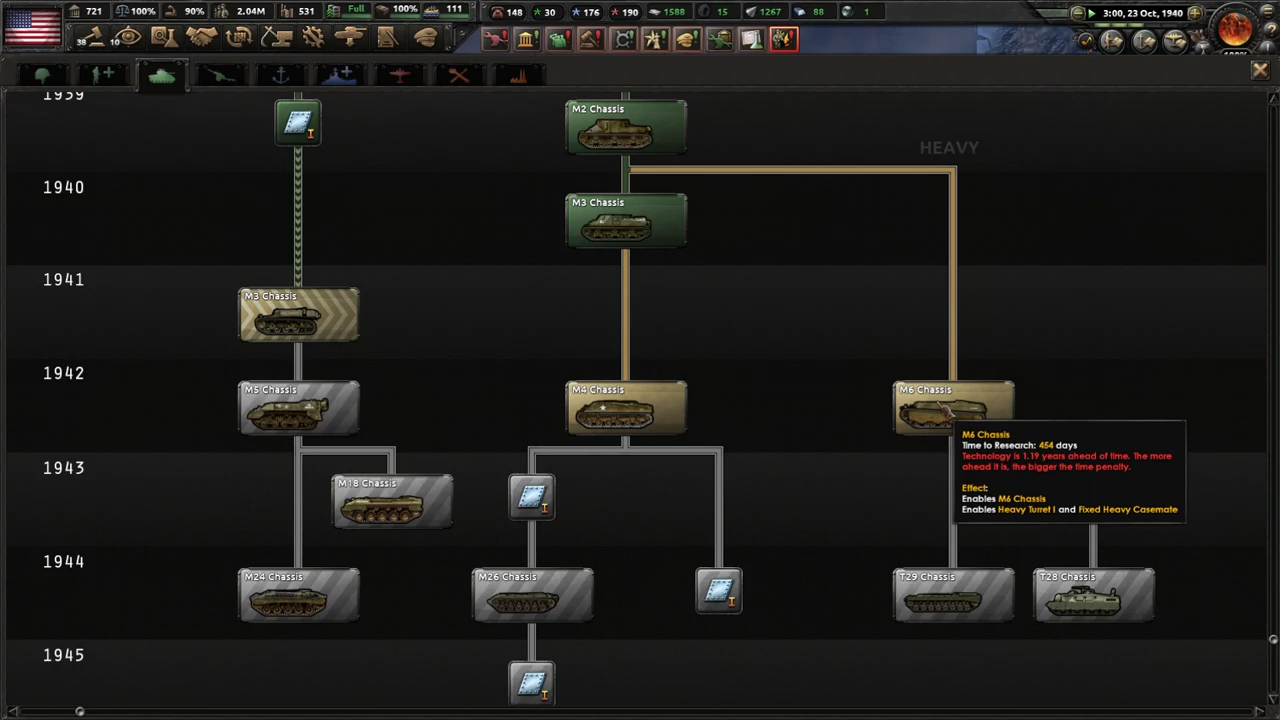 721 100% 90% 2.04M 531 Full 100% 111 148 30 176 190 1588 15 1267 88 1 3:00, 23 Oct, 1940
38 10 100%
1939
M2 Chassis
HEAVY
1940
M3 Chassis
1941
M3 Chassis
1942
M5 Chassis M4 Chassis M6 Chassis
M6 Chassis
Time to Research: 454 days
Technology is 1.19 years ahead of time. The more
ahead it is, the bigger the time penalty.
Effect:
Enables M6 Chassis
Enables Heavy Turret I and Fixed Heavy Casemate
1943
M18 Chassis
1944
M24 Chassis M26 Chassis T29 Chassis T28 Chassis
1945